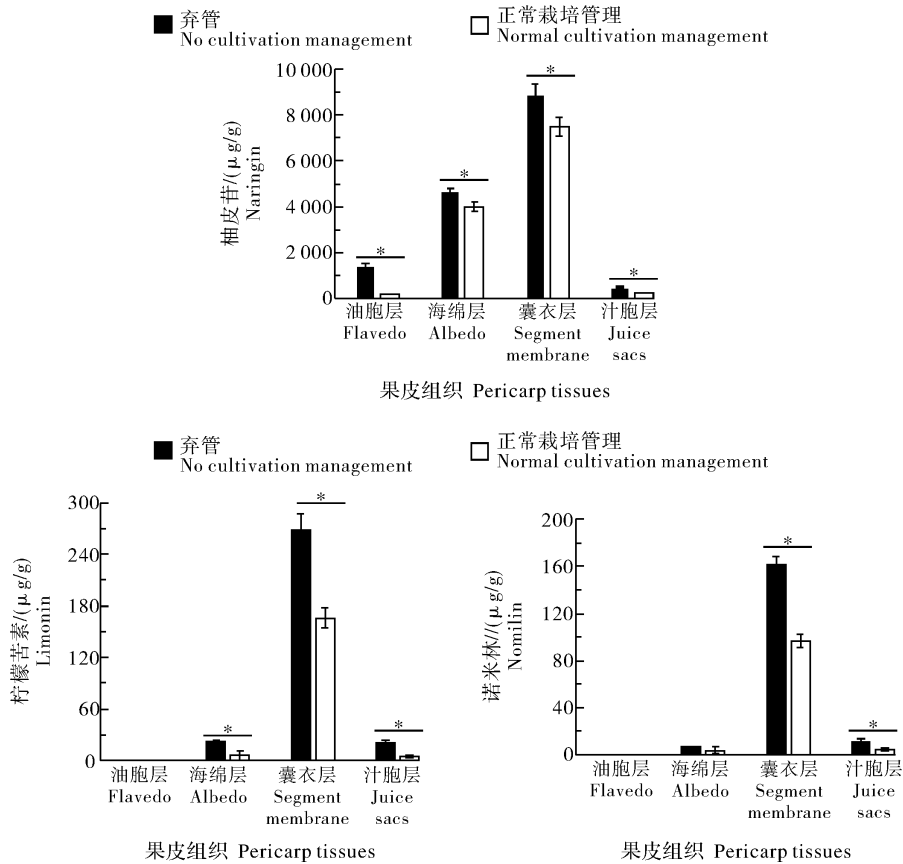 弃管
No cultivation management
正常栽培管理
Normal cultivation management
柚皮苷/(μg/g)
Naringin
10 000
8 000
6 000
4 000
2 000
0
*
*
*
*
油胞层
Flavedo
海绵层
Albedo
囊衣层
Segment
membrane
汁胞层
Juice
sacs
果皮组织 Pericarp tissues
弃管
No cultivation management
正常栽培管理
Normal cultivation management
柠檬苦素/(μg/g)
Limonin
300
240
180
120
60
0
*
*
*
油胞层
Flavedo
海绵层
Albedo
囊衣层
Segment
membrane
汁胞层
Juice
sacs
果皮组织 Pericarp tissues
诺米林//(μg/g)
Nomilin
200
160
120
80
40
0
*
*
油胞层
Flavedo
海绵层
Albedo
囊衣层
Segment
membrane
汁胞层
Juice
sacs
果皮组织 Pericarp tissues